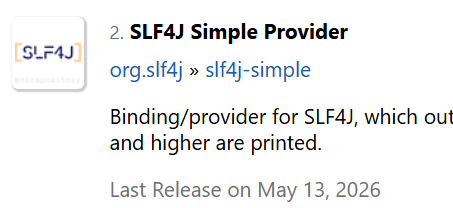 [SLF4J]
mvnrepository
2. SLF4J Simple Provider
org.slf4j » slf4j-simple
Binding/provider for SLF4J, which out
and higher are printed.
Last Release on May 13, 2026